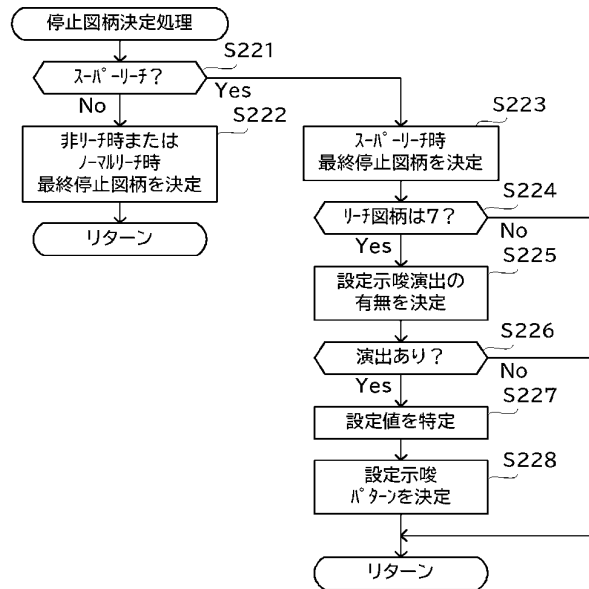 停止図柄決定処理
S221
ｽｰﾊﾟｰﾘｰﾁ？
Yes
No
S222
非ﾘｰﾁ時または
ﾉｰﾏﾙﾘｰﾁ時
最終停止図柄を決定
リターン
S223
ｽｰﾊﾟｰﾘｰﾁ時
最終停止図柄を決定
S224
ﾘｰﾁ図柄は7？
No
Yes
S225
設定示唆演出の
有無を決定
S226
演出あり？
No
Yes
S227
設定値を特定
S228
設定示唆
ﾊﾟﾀｰﾝを決定
リターン